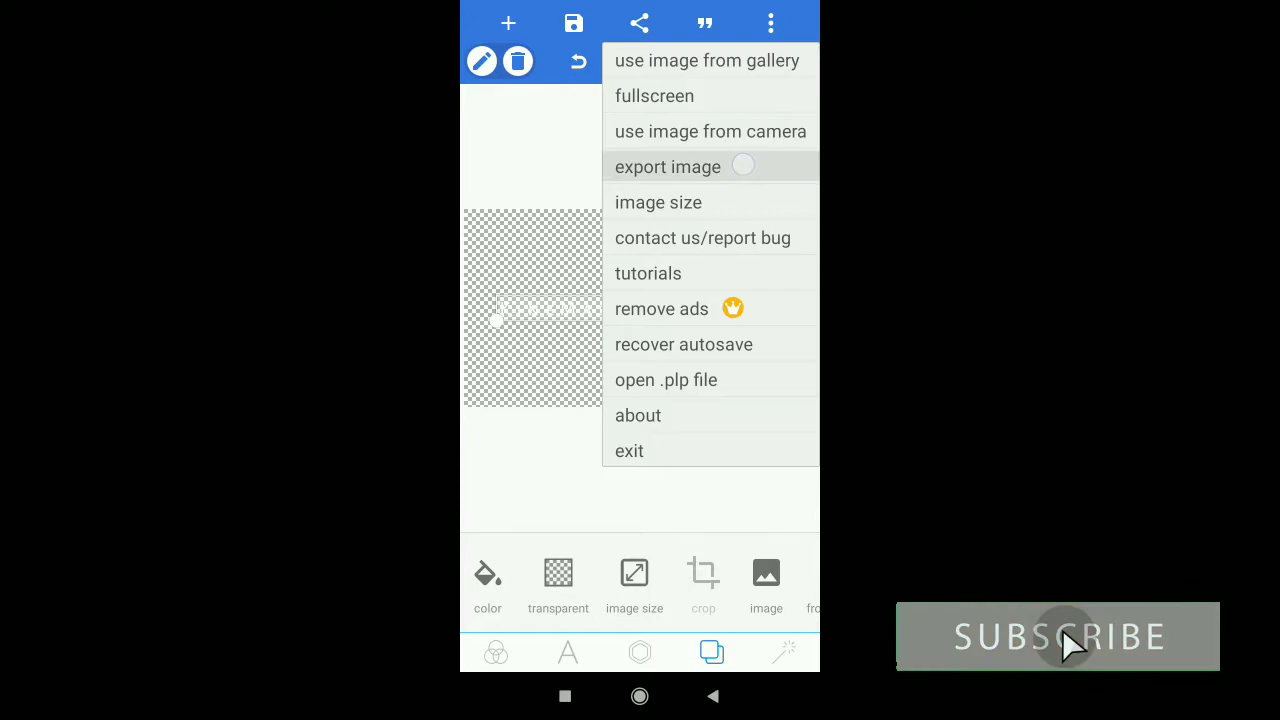 use image from gallery
fullscreen
use image from camera
export image
image size
contact us/report bug
tutorials
remove ads
recover autosave
open .plp file
about
exit
color
transparent
image size
crop
image
fro
SUBSCRIBE